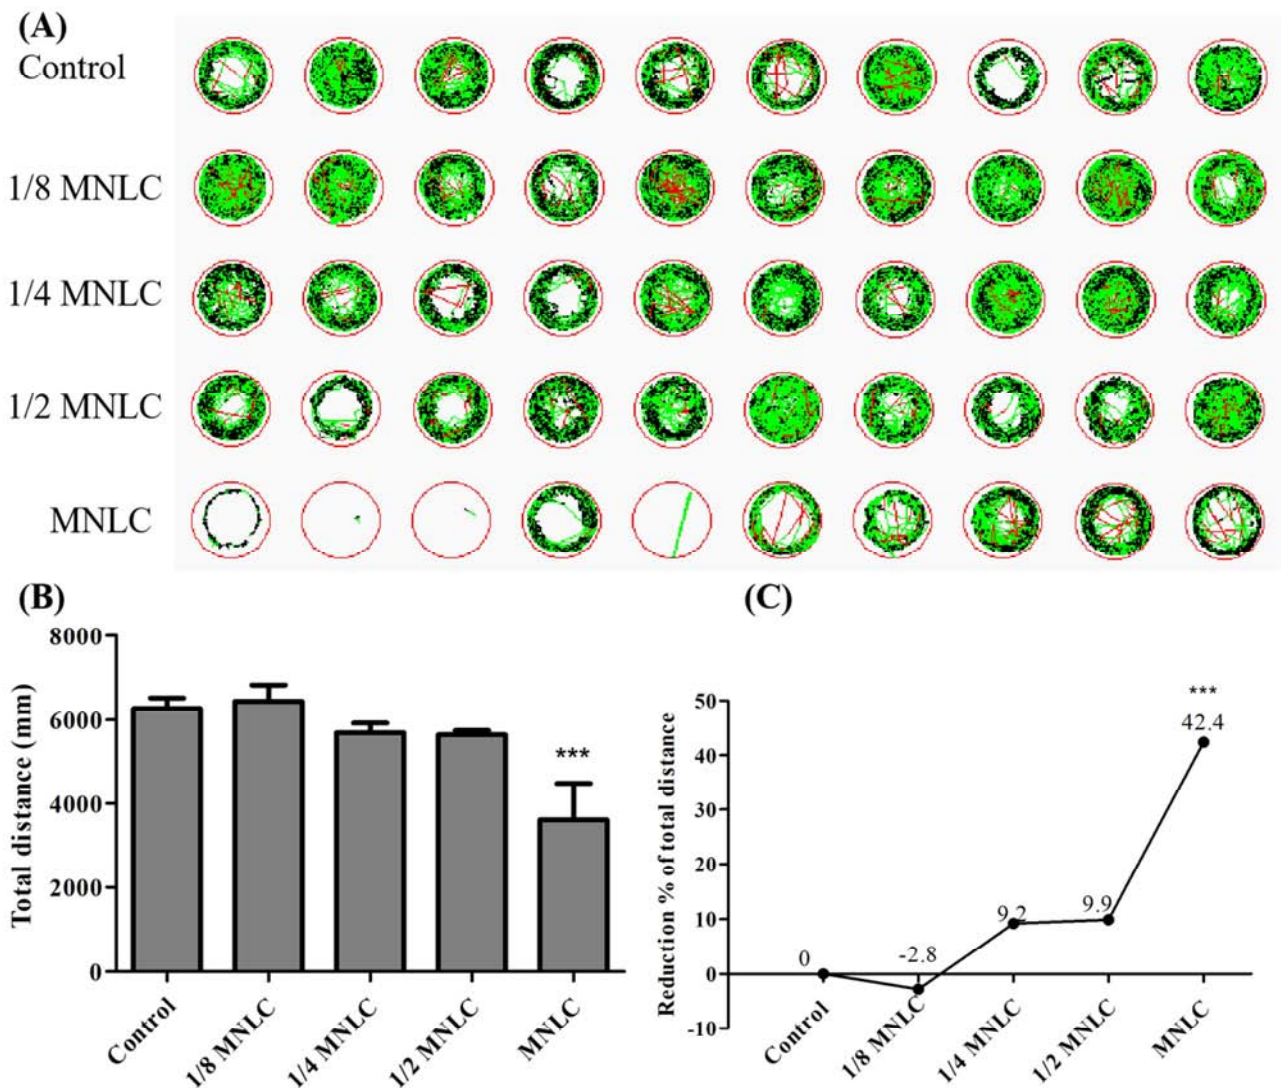 (A)
Control
1/8 MNLC
1/4 MNLC
1/2 MNLC
MNLC
(B)
Total distance (mm)
8000
6000
4000
2000
0
***
Control
1/8 MNLC
1/4 MNLC
1/2 MNLC
MNLC
(C)
Reduction % of total distance
50
40
30
20
10
0
-10
0
-2.8
9.2
9.9
42.4
***
Control
1/8 MNLC
1/4 MNLC
1/2 MNLC
MNLC